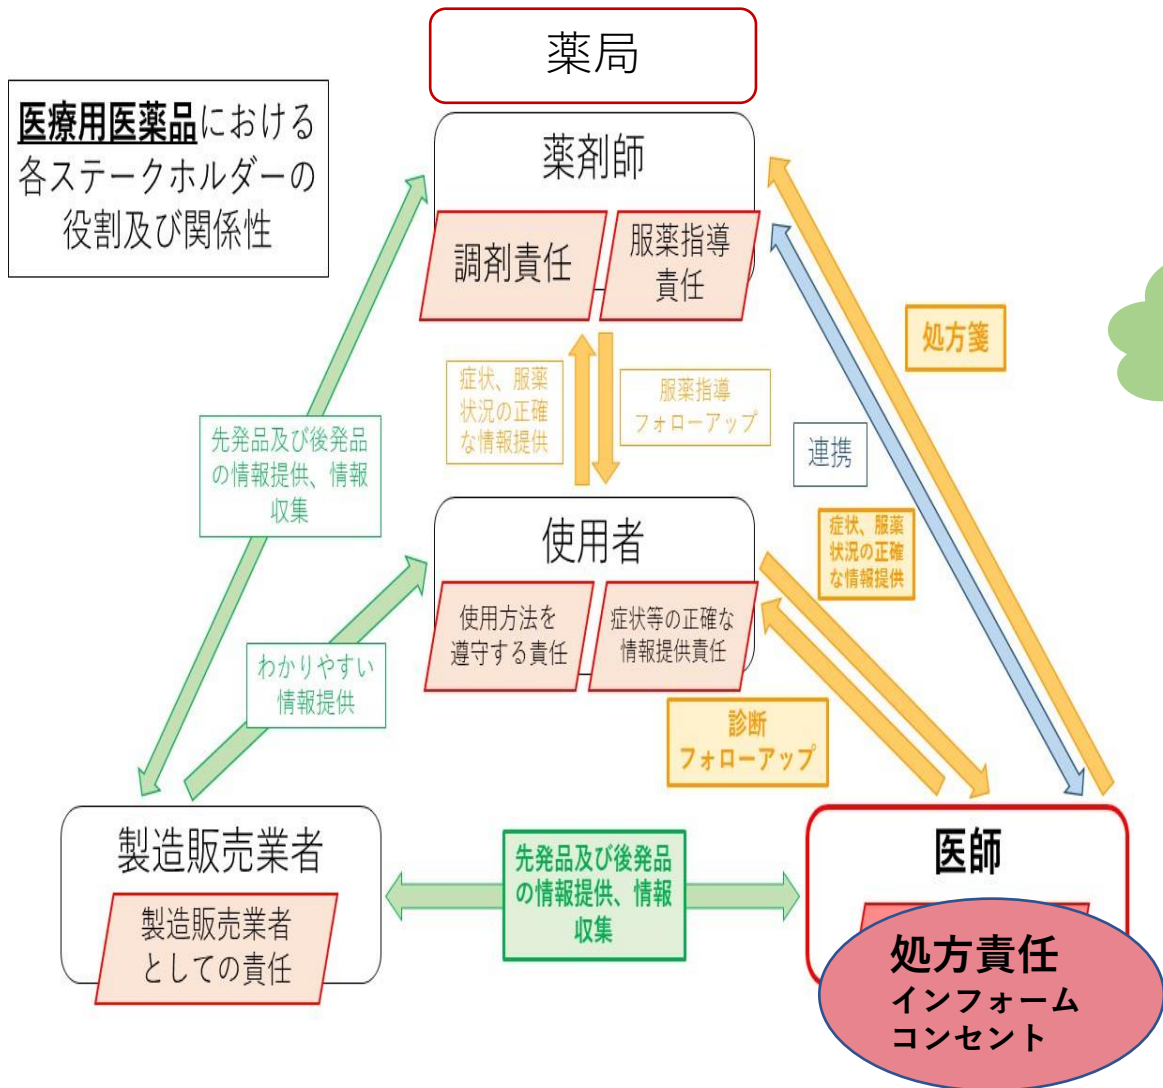 薬局
医療用医薬品における
各ステークホルダーの
役割及び関係性
薬剤師
調剤責任
服薬指導
責任
処方箋
症状、服薬
状況の正確
な情報提供
服薬指導
フォローアップ
先発品及び後発品
の情報提供、情報
収集
連携
使用者
症状、服薬
状況の正確
な情報提供
使用方法を
遵守する責任
症状等の正確な
情報提供責任
わかりやすい
情報提供
診断
フォローアップ
製造販売業者
製造販売業者
としての責任
先発品及び後発品
の情報提供、情報
収集
医師
処方責任
インフォーム
コンセント